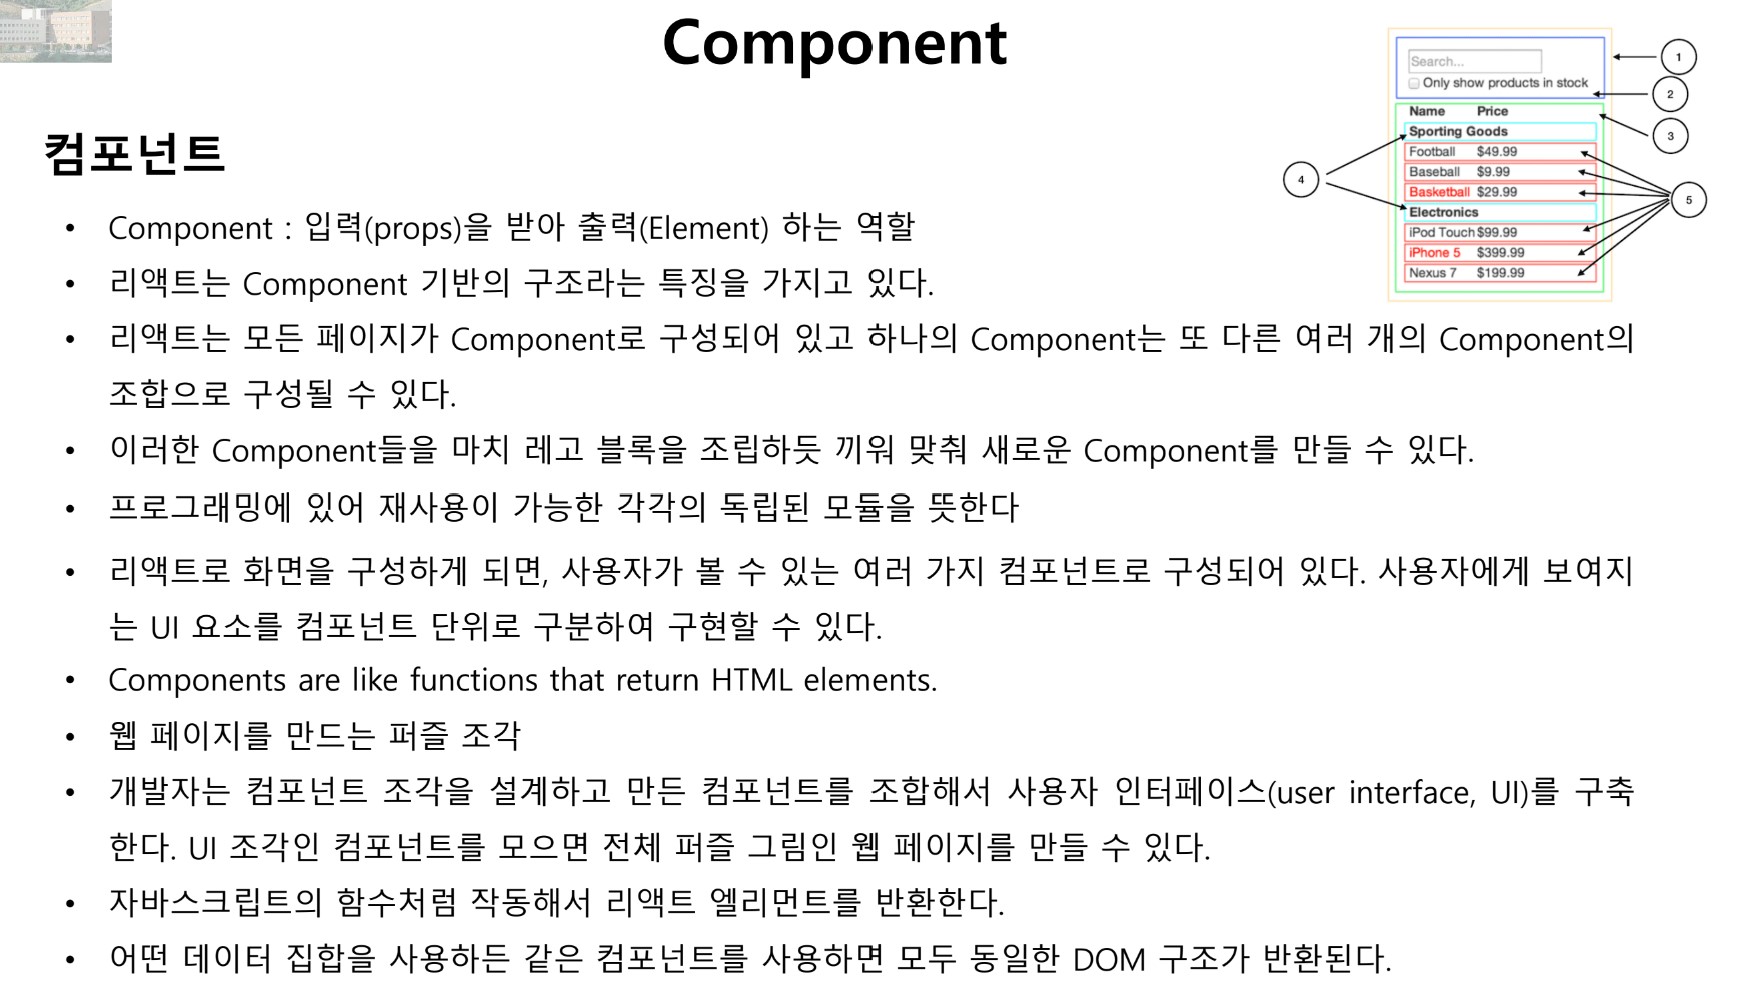 Component
컴포넌트
• Component : 입력(props)을 받아 출력(Element) 하는 역할
• 리액트는 Component 기반의 구조라는 특징을 가지고 있다.
• 리액트는 모든 페이지가 Component로 구성되어 있고 하나의 Component는 또 다른 여러 개의 Component의
조합으로 구성될 수 있다.
• 이러한 Component들을 마치 레고 블록을 조립하듯 끼워 맞춰 새로운 Component를 만들 수 있다.
• 프로그래밍에 있어 재사용이 가능한 각각의 독립된 모듈을 뜻한다
• 리액트로 화면을 구성하게 되면, 사용자가 볼 수 있는 여러 가지 컴포넌트로 구성되어 있다. 사용자에게 보여지
는 UI 요소를 컴포넌트 단위로 구분하여 구현할 수 있다.
• Components are like functions that return HTML elements.
• 웹 페이지를 만드는 퍼즐 조각
• 개발자는 컴포넌트 조각을 설계하고 만든 컴포넌트를 조합해서 사용자 인터페이스(user interface, UI)를 구축
한다. UI 조각인 컴포넌트를 모으면 전체 퍼즐 그림인 웹 페이지를 만들 수 있다.
• 자바스크립트의 함수처럼 작동해서 리액트 엘리먼트를 반환한다.
• 어떤 데이터 집합을 사용하든 같은 컴포넌트를 사용하면 모두 동일한 DOM 구조가 반환된다.
Search...
Only show products in stock
Name Price
Sporting Goods
Football $49.99
Baseball $9.99
Basketball $29.99
Electronics
iPod Touch $99.99
iPhone 5 $399.99
Nexus 7 $199.99
1
2
3
4
5